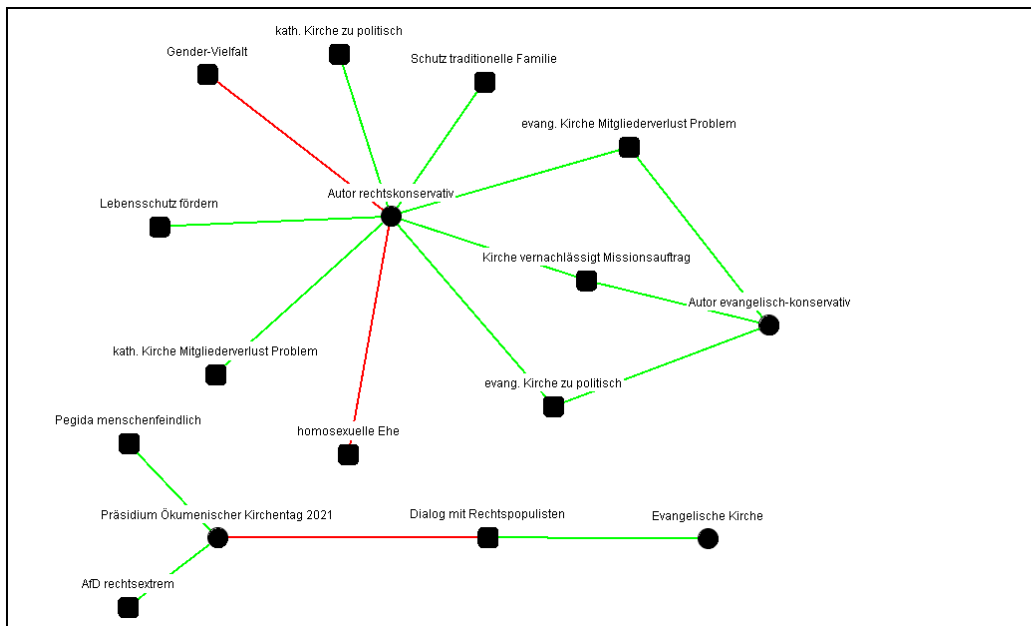 kath. Kirche zu politisch
Gender-Vielfalt
Schutz traditionelle Familie
evang. Kirche Mitgliederverlust Problem
Autor rechtskonservativ
Lebensschutz fördern
Kirche vernachlässigt Missionsauftrag
Autor evangelisch-konservativ
kath. Kirche Mitgliederverlust Problem
evang. Kirche zu politisch
Pegida menschenfeindlich
homosexuelle Ehe
Präsidium Ökumenischer Kirchentag 2021
Dialog mit Rechtspopulisten
Evangelische Kirche
AfD rechtsextrem